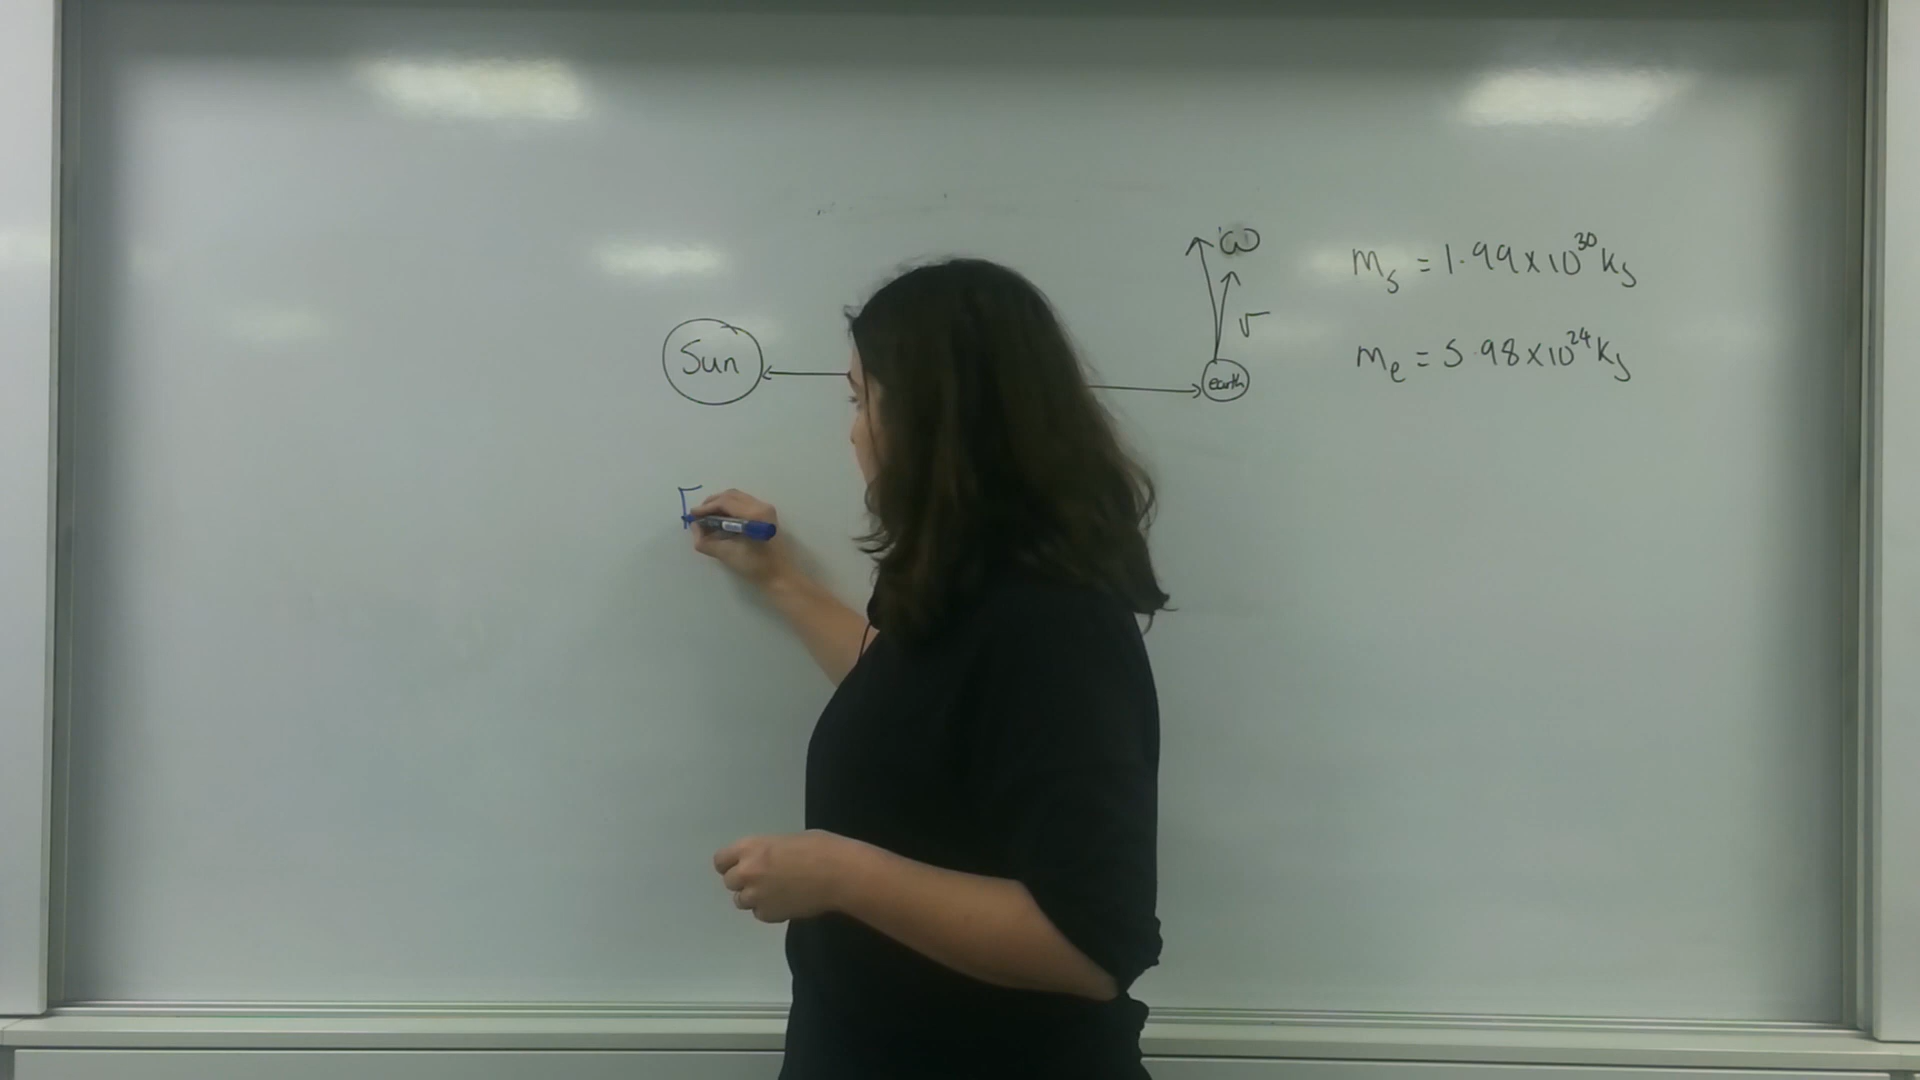 ω
v
Sun
earth
F
m_s = 1.99 x 10^30 kg
m_e = 5.98 x 10^24 kg